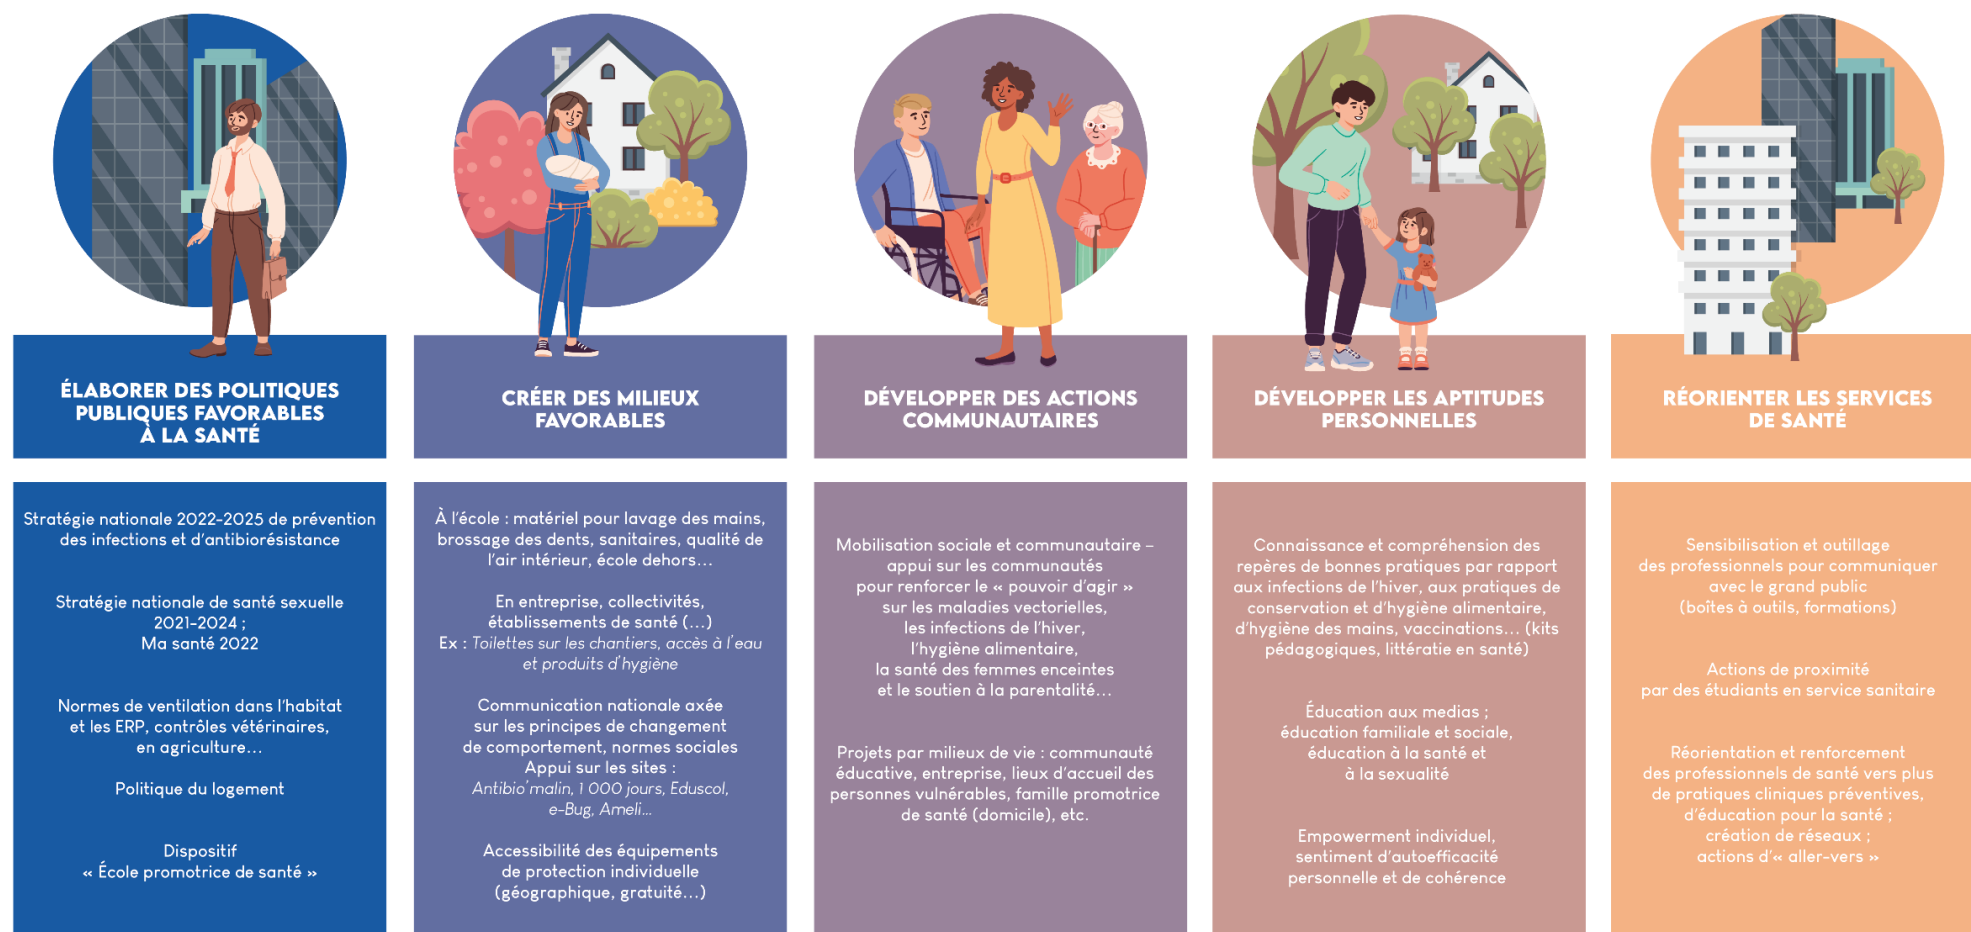 ÉLABORER DES POLITIQUES
PUBLIQUES FAVORABLES
À LA SANTÉ
Stratégie nationale 2022-2025 de prévention
des infections et d'antibiorésistance
Stratégie nationale de santé sexuelle
2021-2024 ;
Ma santé 2022
Normes de ventilation dans l'habitat
et les ERP, contrôles vétérinaires,
en agriculture...
Politique du logement
Dispositif
« École promotrice de santé »
CRÉER DES MILIEUX
FAVORABLES
À l'école : matériel pour lavage des mains,
brossage des dents, sanitaires, qualité de
l'air intérieur, école dehors...
En entreprise, collectivités,
établissements de santé (...)
Ex : Toilettes sur les chantiers, accès à l'eau
et produits d'hygiène
Communication nationale axée
sur les principes de changement
de comportement, normes sociales
Appui sur les sites :
Antibio'malin, 1 000 jours, Eduscol,
e-Bug, Ameli...
Accessibilité des équipements
de protection individuelle
(géographique, gratuité...)
DÉVELOPPER DES ACTIONS
COMMUNAUTAIRES
Mobilisation sociale et communautaire –
appui sur les communautés
pour renforcer le « pouvoir d'agir »
sur les maladies vectorielles,
les infections de l'hiver,
l'hygiène alimentaire,
la santé des femmes enceintes
et le soutien à la parentalité...
Projets par milieux de vie : communauté
éducative, entreprise, lieux d'accueil des
personnes vulnérables, famille promotrice
de santé (domicile), etc.
DÉVELOPPER LES APTITUDES
PERSONNELLES
Connaissance et compréhension des
repères de bonnes pratiques par rapport
aux infections de l'hiver, aux pratiques de
conservation et d'hygiène alimentaire,
d'hygiène des mains, vaccinations... (kits
pédagogiques, littératie en santé)
Éducation aux medias ;
éducation familiale et sociale,
éducation à la santé et
à la sexualité
Empowerment individuel,
sentiment d'autoefficacité
personnelle et de cohérence
RÉORIENTER LES SERVICES
DE SANTÉ
Sensibilisation et outillage
des professionnels pour communiquer
avec le grand public
(boîtes à outils, formations)
Actions de proximité
par des étudiants en service sanitaire
Réorientation et renforcement
des professionnels de santé vers plus
de pratiques cliniques préventives,
d'éducation pour la santé ;
création de réseaux ;
actions d'« aller-vers »